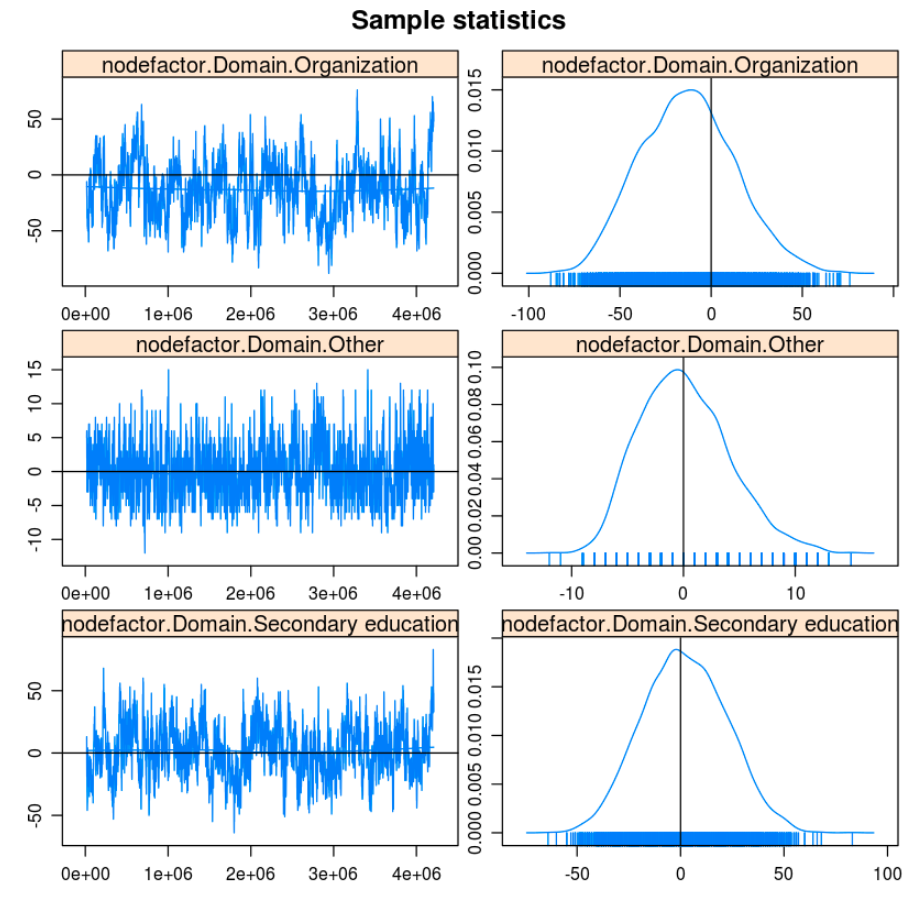 Sample statistics
nodefactor.Domain.Organization nodefactor.Domain.Organization
50
0
-50
0.015
0.010
0.005
0.000
0e+00 1e+06 2e+06 3e+06 4e+06
-100 -50 0 50
nodefactor.Domain.Other nodefactor.Domain.Other
15
10
5
0
-5
-10
0.10
0.08
0.06
0.04
0.02
0.00
0e+00 1e+06 2e+06 3e+06 4e+06
-10 0 10
nodefactor.Domain.Secondary education nodefactor.Domain.Secondary education
50
0
-50
0.015
0.010
0.005
0.000
0e+00 1e+06 2e+06 3e+06 4e+06
-50 0 50 100